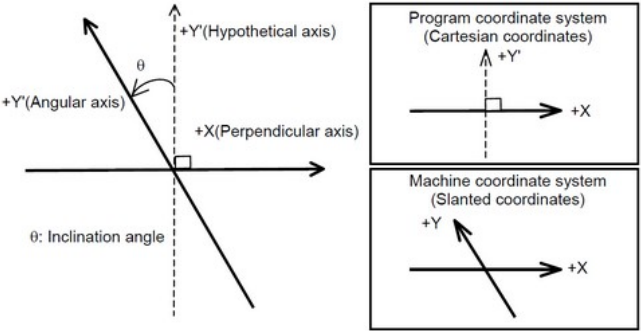 +Y'(Hypothetical axis)
θ
+Y'(Angular axis)
+X(Perpendicular axis)
θ: Inclination angle
Program coordinate system
(Cartesian coordinates)
+Y'
+X
Machine coordinate system
(Slanted coordinates)
+Y
+X